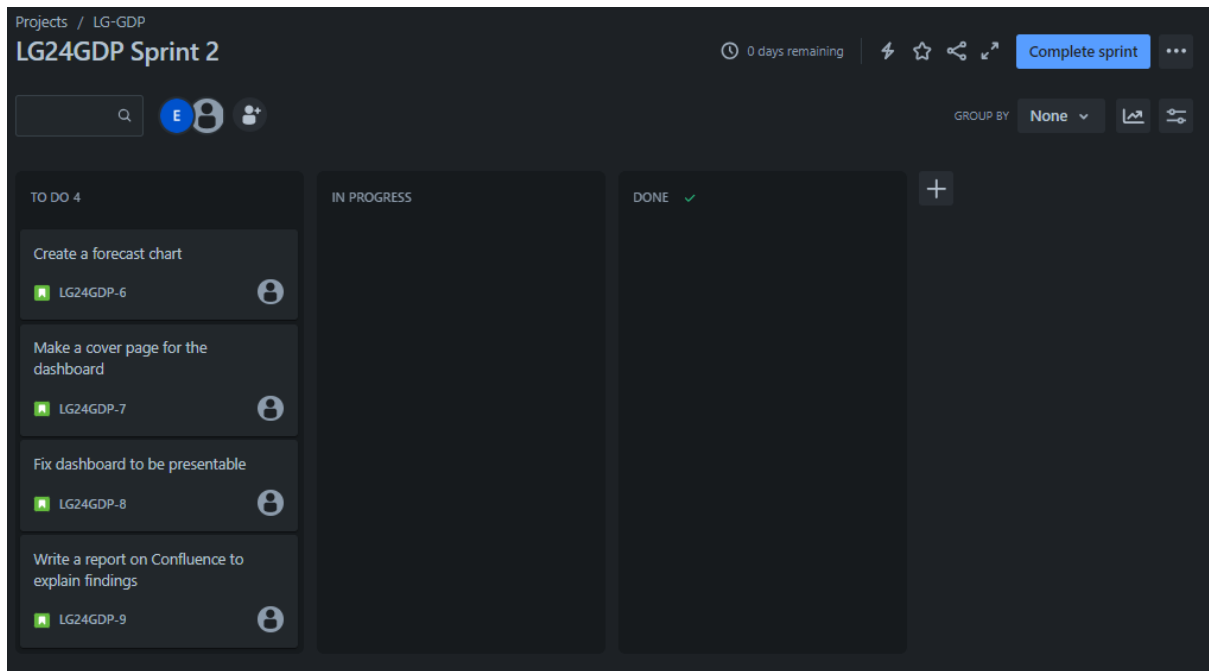 Projects / LG-GDP
LG24GDP Sprint 2
0 days remaining
Complete sprint
E
GROUP BY
None
TO DO 4
IN PROGRESS
DONE
Create a forecast chart
LG24GDP-6
Make a cover page for the
dashboard
LG24GDP-7
Fix dashboard to be presentable
LG24GDP-8
Write a report on Confluence to
explain findings
LG24GDP-9